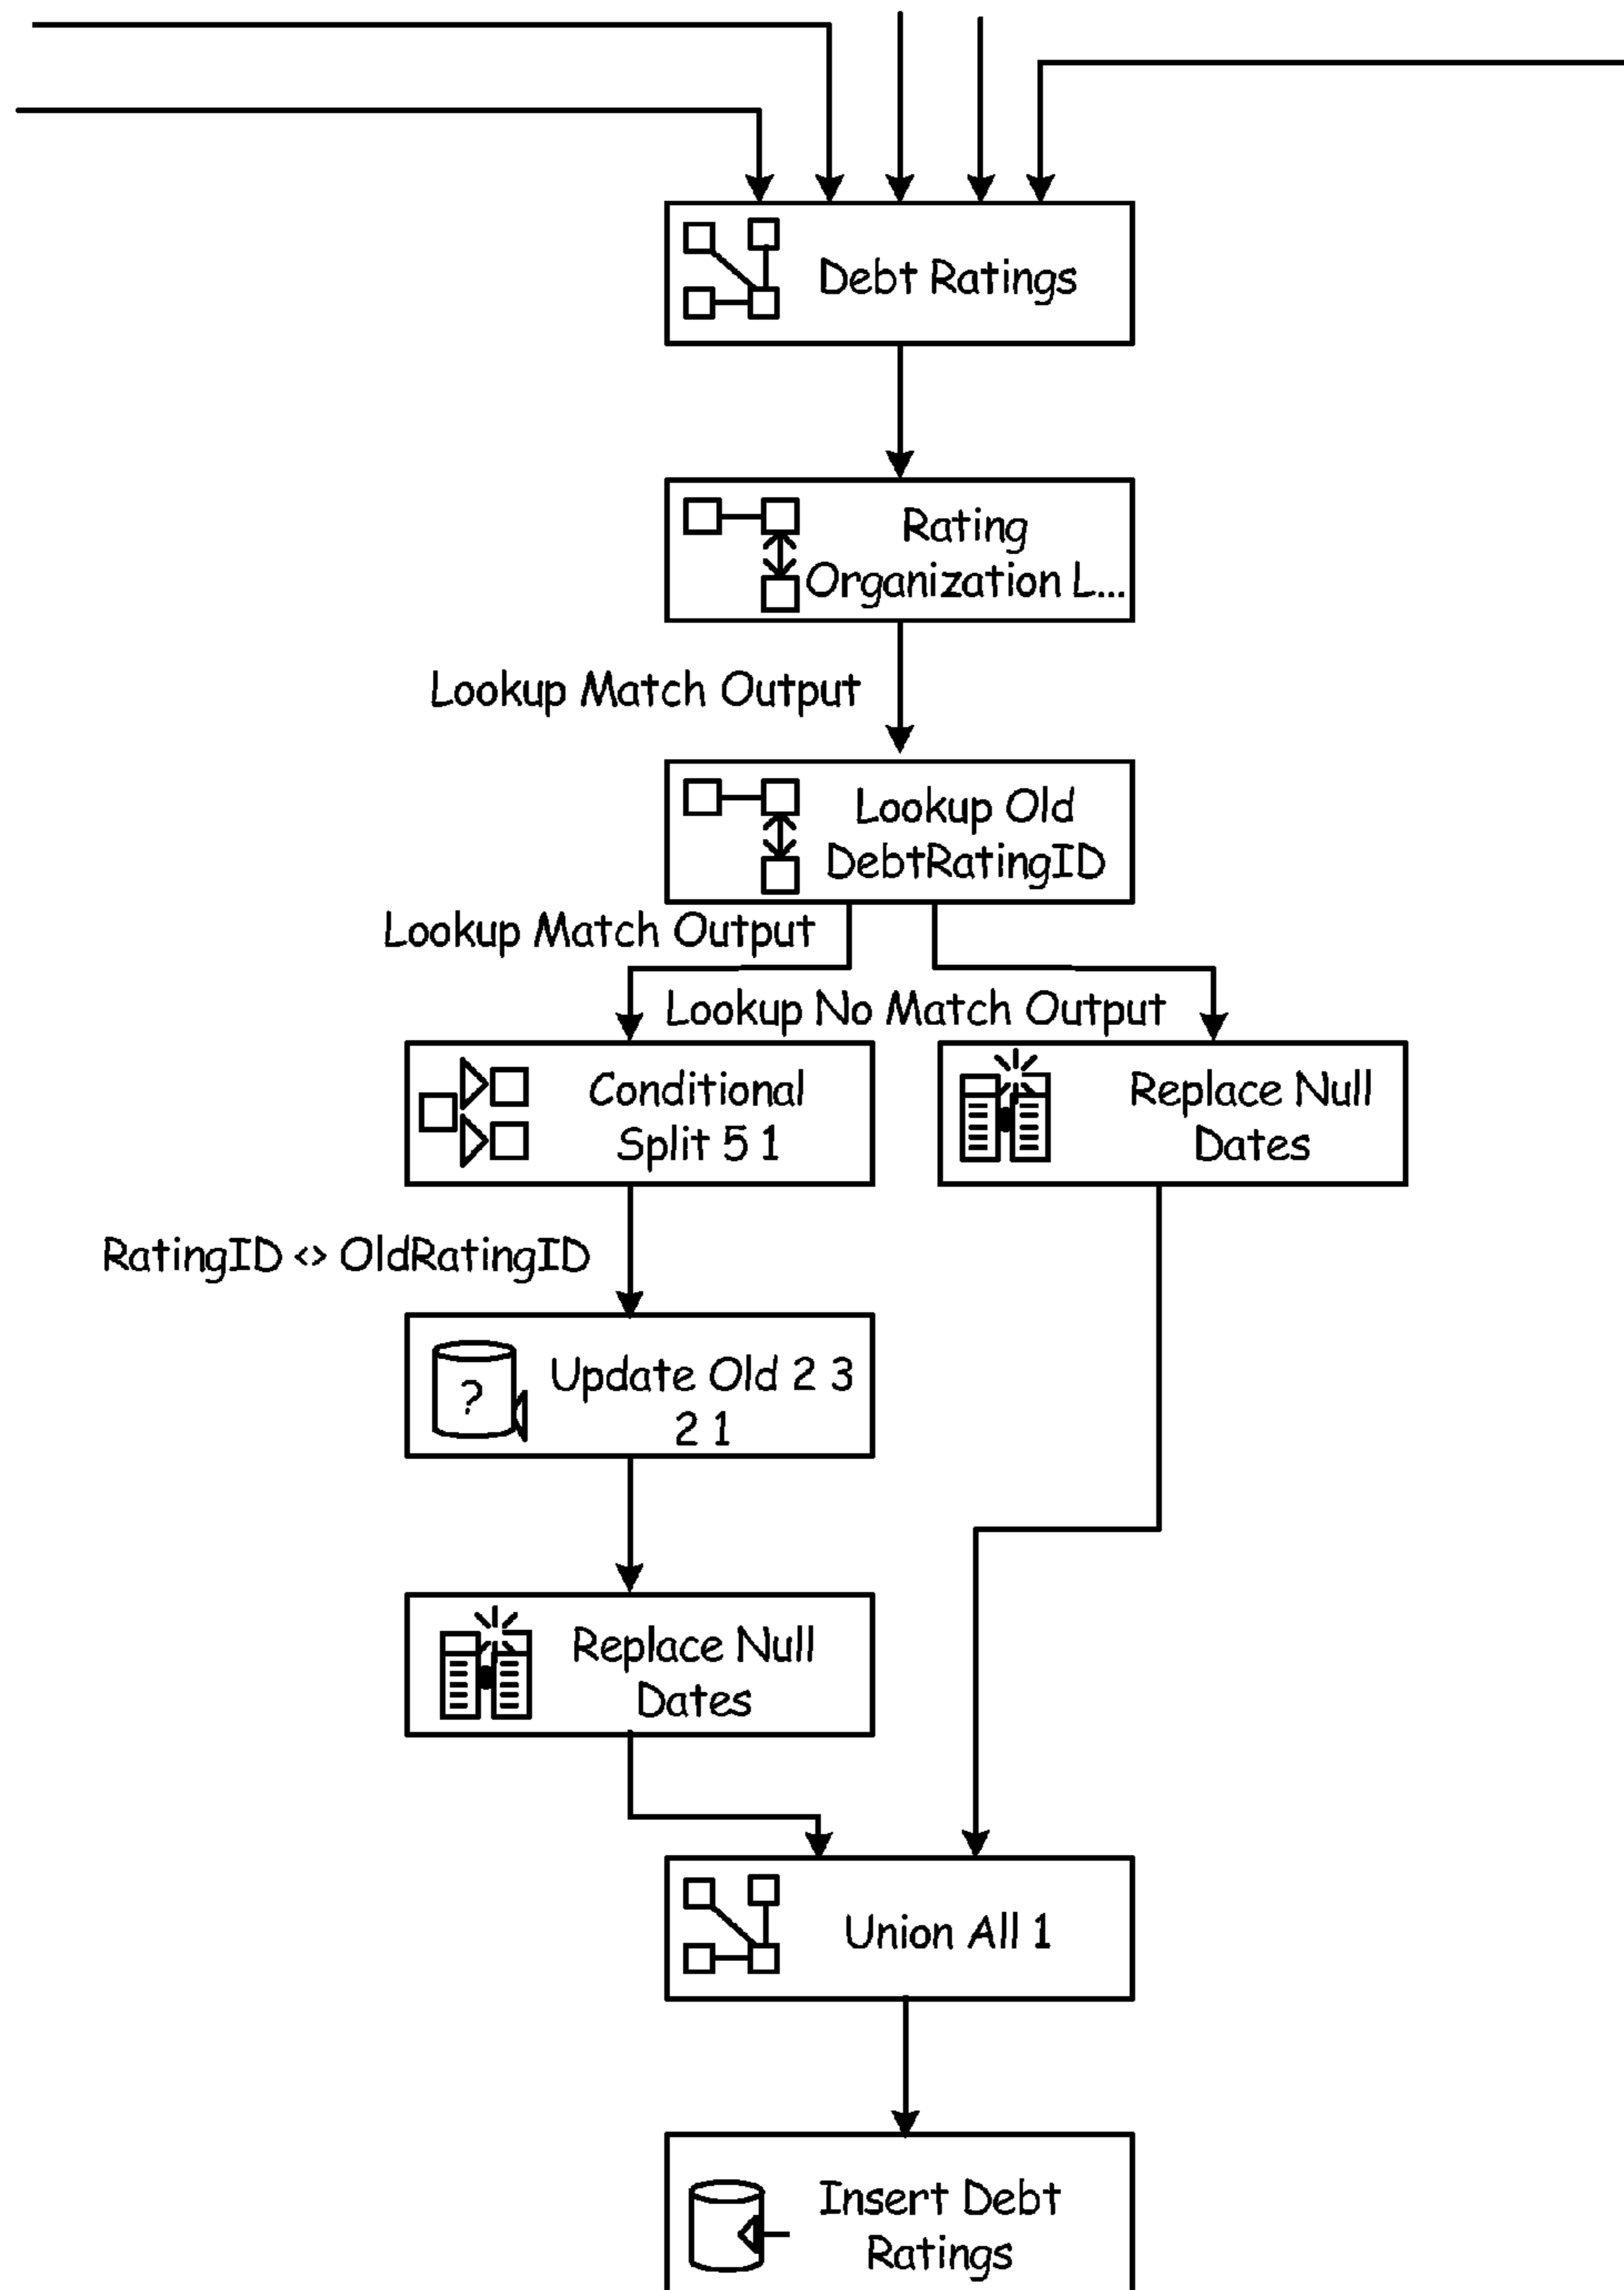 Debt Ratings
Rating
Organization L...
Lookup Match Output
Lookup Old
DebtRatingID
Lookup Match Output
Lookup No Match Output
Conditional
Split 5 1
Replace Null
Dates
RatingID <> OldRatingID
?
Update Old 2 3
2 1
Replace Null
Dates
Union All 1
Insert Debt
Ratings